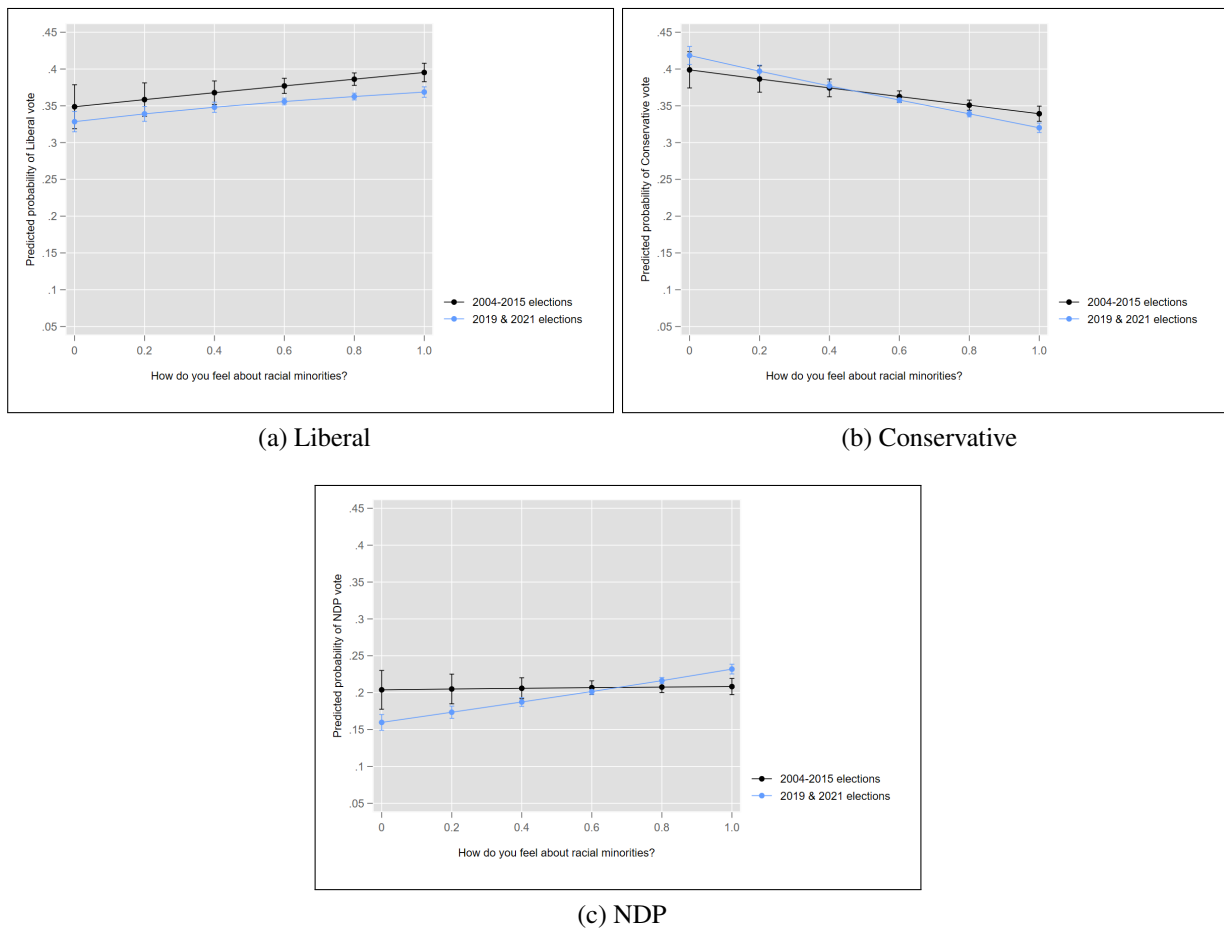 Predicted probability of Liberal vote
.45
.4
.35
.3
.25
.2
.15
.1
.05
0 0.2 0.4 0.6 0.8 1.0
How do you feel about racial minorities?
2004-2015 elections
2019 & 2021 elections
(a) Liberal
Predicted probability of Conservative vote
.45
.4
.35
.3
.25
.2
.15
.1
.05
0 0.2 0.4 0.6 0.8 1.0
How do you feel about racial minorities?
2004-2015 elections
2019 & 2021 elections
(b) Conservative
Predicted probability of NDP vote
.45
.4
.35
.3
.25
.2
.15
.1
.05
0 0.2 0.4 0.6 0.8 1.0
How do you feel about racial minorities?
2004-2015 elections
2019 & 2021 elections
(c) NDP